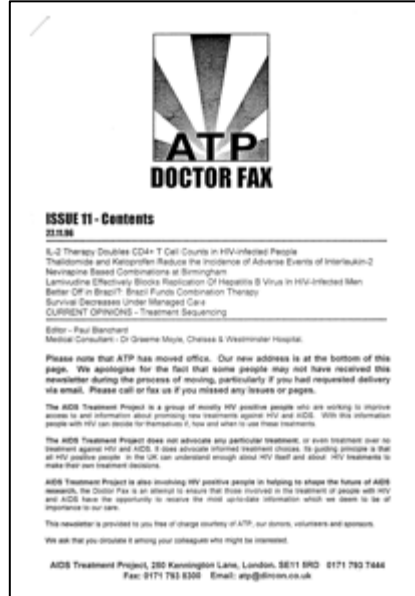 ATP
DOCTOR FAX
ISSUE 11 - Contents
22.11.96
IL-2 Therapy Doubles CD4+ T Cell Counts in HIV-Infected People
Thalidomide and Ketoprofen Reduce the Incidence of Adverse Events of Interleukin-2
Nevirapine Based Combinations at Birmingham
Lamivudine Effectively Blocks Replication Of Hepatitis B Virus in HIV-Infected Men
Better Off in Brazil?: Brazil Funds Combination Therapy
Survival Decreases Under Managed Care
CURRENT OPINIONS - Treatment Sequencing
Editor - Paul Blanchard
Medical Consultant - Dr Graeme Moyle, Chelsea & Westminster Hospital.
Please note that ATP has moved office. Our new address is at the bottom of this
page. We apologise for the fact that some people may not have received this
newsletter during the process of moving, particularly if you had requested delivery
via email. Please call or fax us if you missed any issues or pages.
The AIDS Treatment Project is a group of mostly HIV positive people who are working to improve
access to and information about promising new treatments against HIV and AIDS. With this information
people with HIV can decide for themselves if, how and when to use these treatments.
The AIDS Treatment Project does not advocate any particular treatment, or even treatment over no
treatment against HIV and AIDS. It does advocate informed treatment choices. Its guiding principle is that
all HIV positive people in the UK can understand enough about HIV itself and about HIV treatments to
make their own treatment decisions.
AIDS Treatment Project is also involving HIV positive people in helping to shape the future of AIDS
research, the Doctor Fax is an attempt to ensure that those involved in the treatment of people with HIV
and AIDS have the opportunity to receive the most up-to-date information which we deem to be of
importance to our care.
This newsletter is provided to you free of charge courtesy of ATP, our donors, volunteers and sponsors.
We ask that you circulate it among your colleagues who might be interested.
AIDS Treatment Project, 250 Kennington Lane, London. SE11 5RD 0171 793 7444
Fax: 0171 793 8300 Email: atp@dircon.co.uk